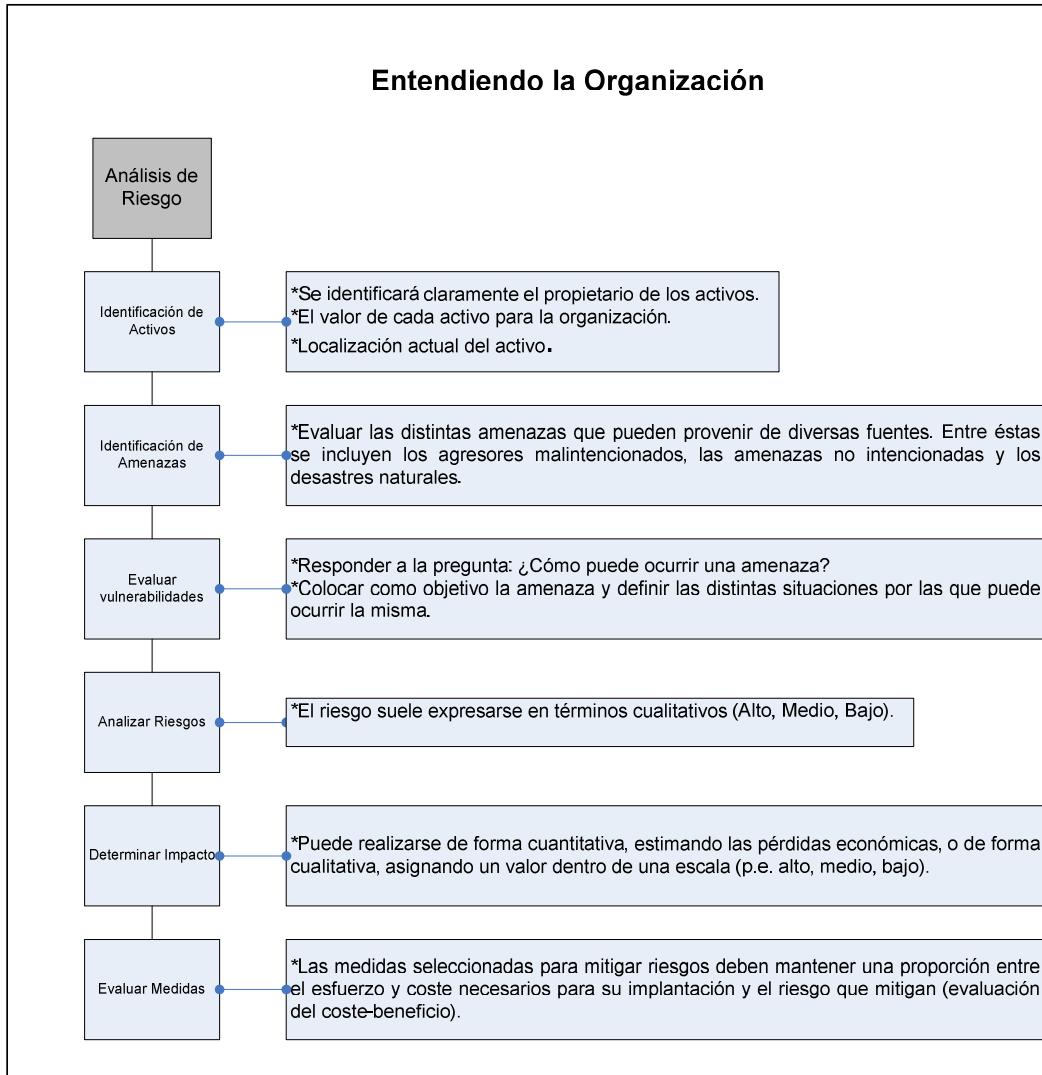 Entendiendo la Organización
Análisis de
Riesgo
Identificación de
Activos
*Se identificará claramente el propietario de los activos.
*El valor de cada activo para la organización.
*Localización actual del activo.
Identificación de
Amenazas
*Evaluar las distintas amenazas que pueden provenir de diversas fuentes. Entre éstas
se incluyen los agresores malintencionados, las amenazas no intencionadas y los
desastres naturales.
Evaluar
vulnerabilidades
*Responder a la pregunta: ¿Cómo puede ocurrir una amenaza?
*Colocar como objetivo la amenaza y definir las distintas situaciones por las que puede
ocurrir la misma.
Analizar Riesgos
*El riesgo suele expresarse en términos cualitativos (Alto, Medio, Bajo).
Determinar Impacto
*Puede realizarse de forma cuantitativa, estimando las pérdidas económicas, o de forma
cualitativa, asignando un valor dentro de una escala (p.e. alto, medio, bajo).
Evaluar Medidas
*Las medidas seleccionadas para mitigar riesgos deben mantener una proporción entre
el esfuerzo y coste necesarios para su implantación y el riesgo que mitigan (evaluación
del coste-beneficio).